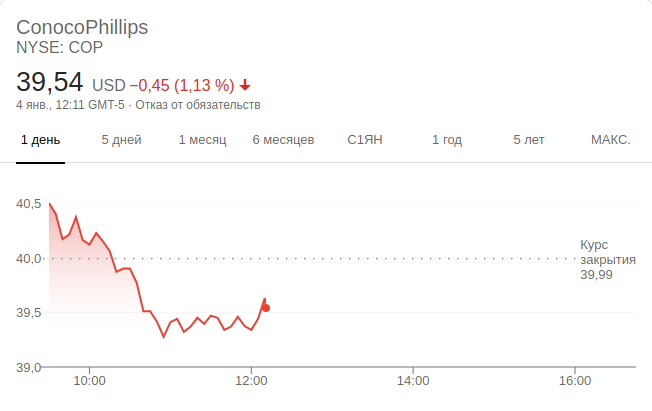 ConocoPhillips
NYSE: COP
39,54 USD −0,45 (1,13 %)
4 янв., 12:11 GMT-5 · Отказ от обязательств
1 день 5 дней 1 месяц 6 месяцев С1ЯН 1 год 5 лет МАКС.
40,5
40,0
Курс
закрытия
39,99
39,5
39,0
10:00 12:00 14:00 16:00